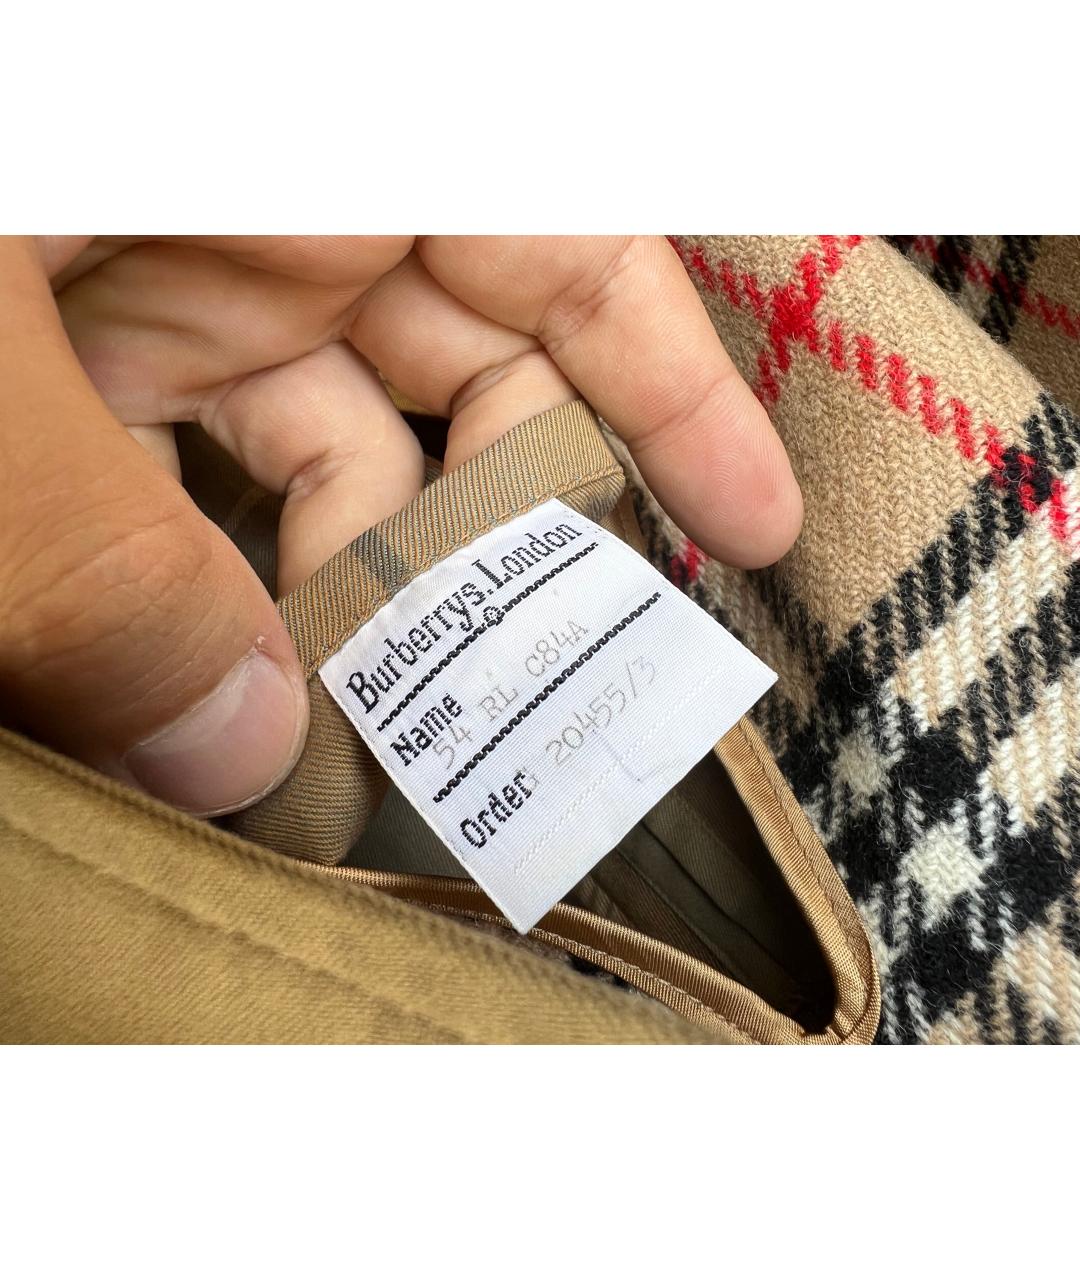 Burberrys.London
Name
54 RL C84A
Order: 20455/3